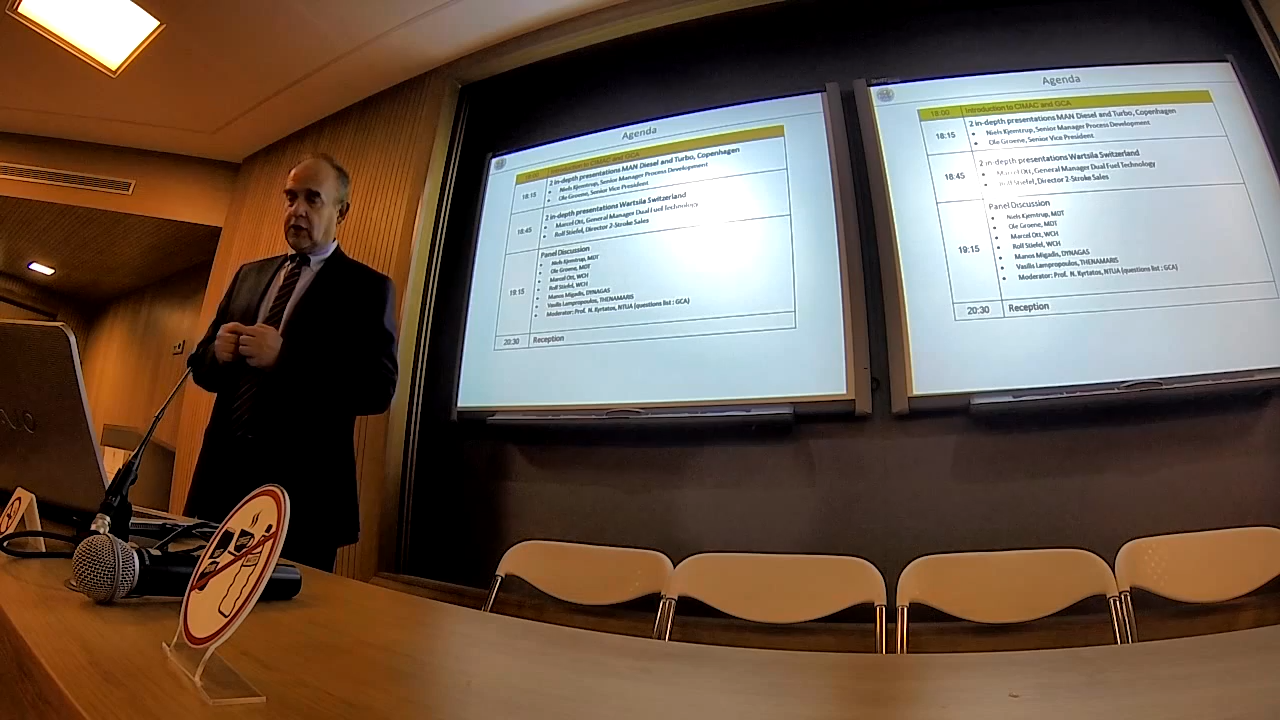 Agenda
18:00 Introduction to CIMAC and GCA
18:15 2 in-depth presentations MAN Diesel and Turbo, Copenhagen
• Niels Kjemtrup, Senior Manager Process Development
• Ole Groene, Senior Vice President
18:45 2 in-depth presentations Wartsila Switzerland
• Marcel Ott, General Manager Dual Fuel Technology
• Rolf Stiefel, Director 2-Stroke Sales
19:15 Panel Discussion
• Niels Kjemtrup, MDT
• Ole Groene, MDT
• Marcel Ott, WCH
• Rolf Stiefel, WCH
• Manos Migadis, DYNAGAS
• Vasilis Lampropoulos, THENAMARIS
• Moderator: Prof. N. Kyrtatos, NTUA (questions list : GCA)
20:30 Reception
Agenda
18:00 Introduction to CIMAC and GCA
18:15 2 in-depth presentations MAN Diesel and Turbo, Copenhagen
• Niels Kjemtrup, Senior Manager Process Development
• Ole Groene, Senior Vice President
18:45 2 in-depth presentations Wartsila Switzerland
• Marcel Ott, General Manager Dual Fuel Technology
• Rolf Stiefel, Director 2-Stroke Sales
19:15 Panel Discussion
• Niels Kjemtrup, MDT
• Ole Groene, MDT
• Marcel Ott, WCH
• Rolf Stiefel, WCH
• Manos Migadis, DYNAGAS
• Vasilis Lampropoulos, THENAMARIS
• Moderator: Prof. N. Kyrtatos, NTUA (questions list : GCA)
20:30 Reception